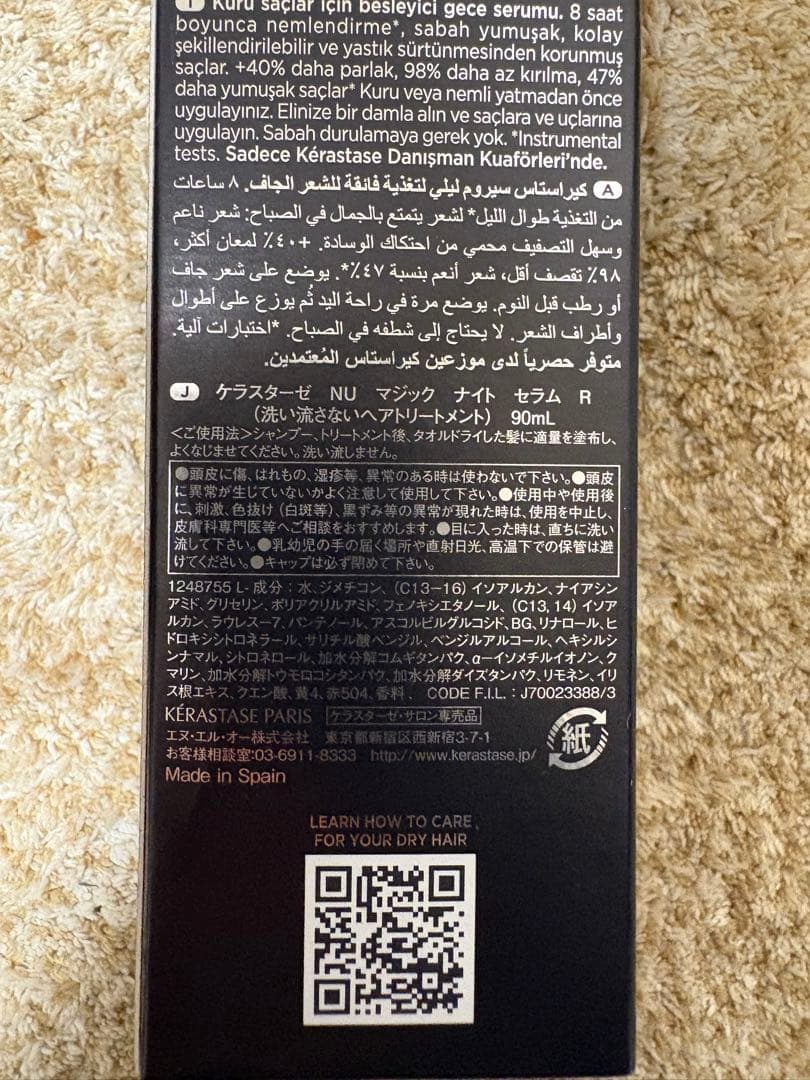 T Kuru saçlar için besleyici gece serumu. 8 saat
boyunca nemlendirme*, sabah yumuşak, kolay
şekillendirilebilir ve yastık sürtünmesinden korunmuş
saçlar. +40% daha parlak, 98% daha az kırılma, 47%
daha yumuşak saçlar* Kuru veya nemli yatmadan önce
uygulayınız. Elinize bir damla alın ve saçlara ve uçlarına
uygulayın. Sabah durulamaya gerek yok. *Instrumental
tests. Sadece Kérastase Danışman Kuaförleri’nde.
A كيراستاس سيروم ليلي لتغذية فائقة للشعر الجاف. ٨ ساعات
من التغذية طوال الليل* لشعر يتمتع بالجمال في الصباح: شعر ناعم
وسهل التصفيف محمي من احتكاك الوسادة. +٤٠٪ لمعان أكثر،
٩٨٪ تقصف أقل، شعر أنعم بنسبة ٤٧٪*. يوضع على شعر جاف
أو رطب قبل النوم. يوضع مرة في راحة اليد ثُم يوزع على أطوال
وأطراف الشعر. لا يحتاج إلى شطفه في الصباح. *اختبارات آلية.
متوفر حصرياً لدى موزعين كيراستاس المُعتمدين.
J ケラスターゼ NU マジック ナイト セラム R
（洗い流さないヘアトリートメント） 90mL
＜ご使用法＞シャンプー、トリートメント後、タオルドライした髪に適量を塗布し、
よくなじませてください。洗い流しません。
●頭皮に傷、はれもの、湿疹等、異常のある時は使わないで下さい。●頭皮
に異常が生じていないかよく注意して使用して下さい。●使用中や使用後
に、刺激、色抜け（白斑等）、黒ずみ等の異常が現れた時は、使用を中止し、
皮膚科専門医等へご相談をおすすめします。●目に入った時は、直ちに洗い
流して下さい。●乳幼児の手の届く場所や直射日光、高温下での保管は避
けてください。●キャップは必ず閉めて下さい。
1248755 L- 成分：水、ジメチコン、（C13−16）イソアルカン、ナイアシン
アミド、グリセリン、ポリアクリルアミド、フェノキシエタノール、（C13, 14）イソア
ルカン、ラウレス−7、パンテノール、アスコルビルグルコシド、BG、リナロール、ヒ
ドロキシシトロネラール、サリチル酸ベンジル、ベンジルアルコール、ヘキシルシ
ンナマル、シトロネロール、加水分解コムギタンパク、α−イソメチルイオノン、ク
マリン、加水分解トウモロコシタンパク、加水分解ダイズタンパク、リモネン、イリ
ス根エキス、クエン酸、黄4、赤504、香料、 CODE F.I.L. : J70023388/3
KÉRASTASE PARIS ケラスターゼ・サロン専売品
エヌ・エル・オー株式会社 東京都新宿区西新宿3-7-1
お客様相談室:03-6911-8333 http://www.kerastase.jp/
紙
Made in Spain
LEARN HOW TO CARE
FOR YOUR DRY HAIR